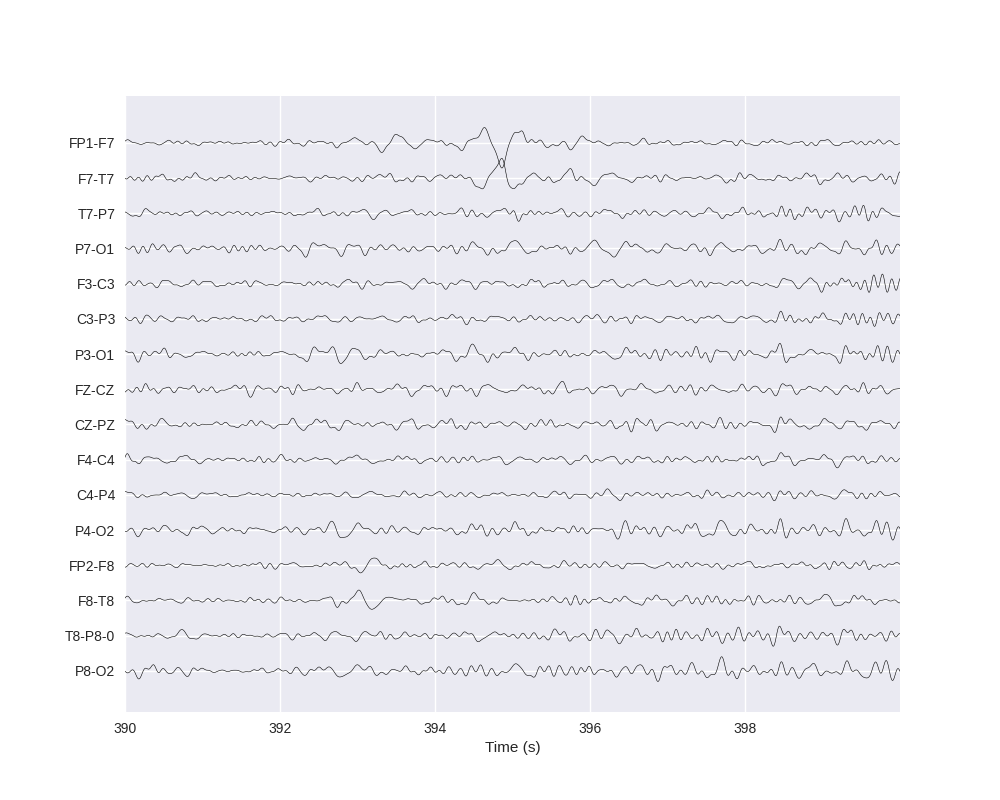 FP1-F7
F7-T7
T7-P7
P7-O1
F3-C3
C3-P3
P3-O1
FZ-CZ
CZ-PZ
F4-C4
C4-P4
P4-O2
FP2-F8
F8-T8
T8-P8-0
P8-O2
390 392 394 396 398
Time (s)